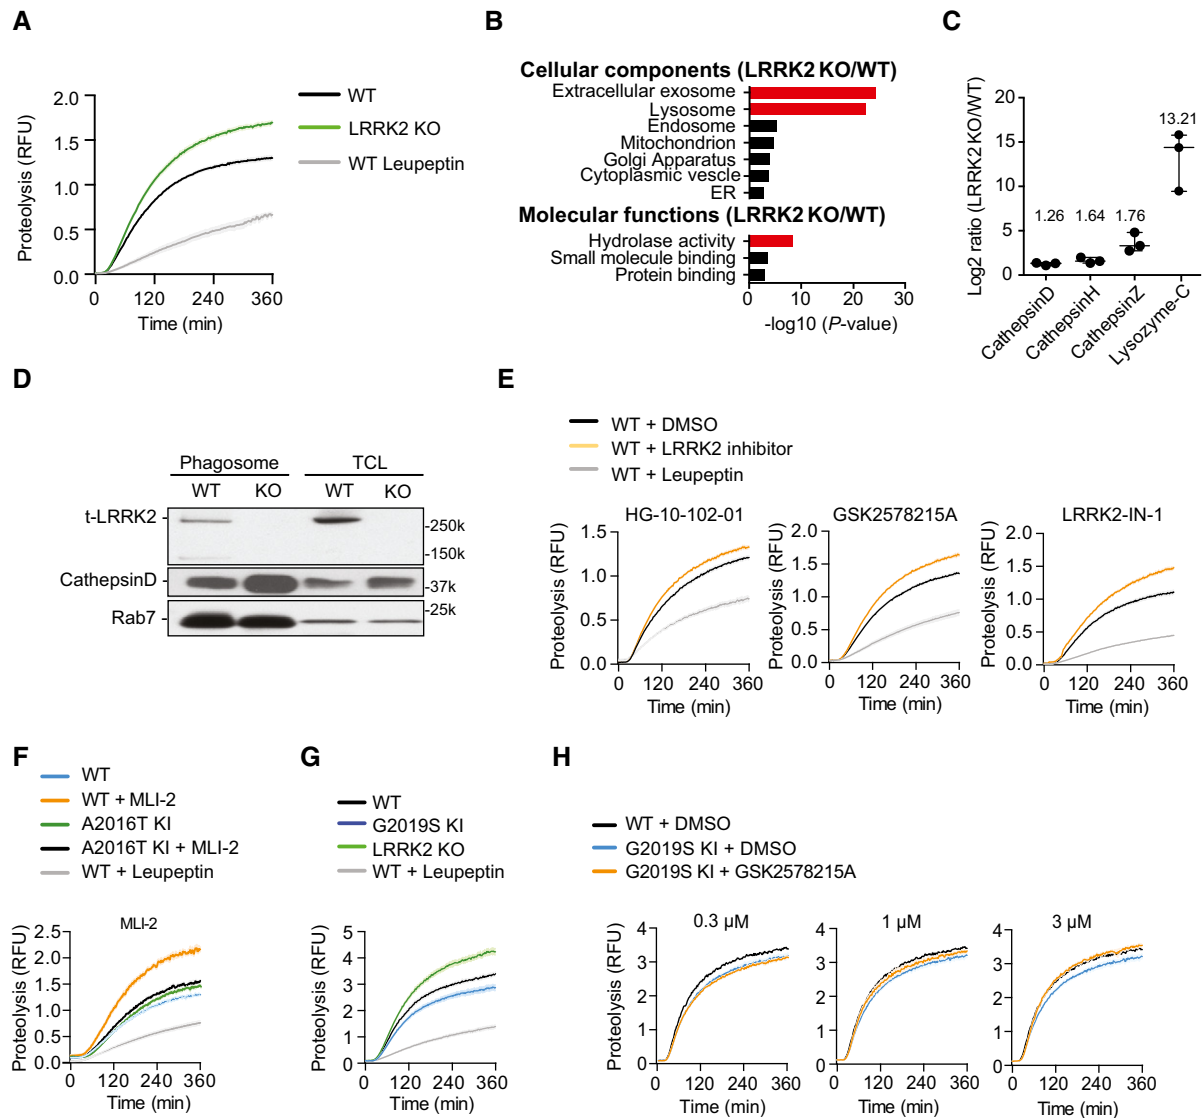 A
2.0
1.5
1.0
0.5
0.0
Proteolysis (RFU)
0 120 240 360
Time (min)
WT
LRRK2 KO
WT Leupeptin
B
Cellular components (LRRK2 KO/WT)
Extracellular exosome
Lysosome
Endosome
Mitochondrion
Golgi Apparatus
Cytoplasmic vescle
ER
Molecular functions (LRRK2 KO/WT)
Hydrolase activity
Small molecule binding
Protein binding
0 10 20 30
-log10 (P-value)
C
Log2 ratio (LRRK2 KO/WT)
20
15
10
5
0
1.26 1.64 1.76 13.21
CathepsinD
CathepsinH
CathepsinZ
Lysozyme-C
D
Phagosome TCL
WT KO WT KO
t-LRRK2
-250k
-150k
CathepsinD
-37k
Rab7
-25k
E
WT + DMSO
WT + LRRK2 inhibitor
WT + Leupeptin
HG-10-102-01
Proteolysis (RFU)
1.5
1.0
0.5
0.0
0 120 240 360
Time (min)
GSK2578215A
Proteolysis (RFU)
2.0
1.5
1.0
0.5
0.0
0 120 240 360
Time (min)
LRRK2-IN-1
Proteolysis (RFU)
2.0
1.5
1.0
0.5
0.0
0 120 240 360
Time (min)
F
WT
WT + MLI-2
A2016T KI
A2016T KI + MLI-2
WT + Leupeptin
MLI-2
Proteolysis (RFU)
2.5
2.0
1.5
1.0
0.5
0.0
0 120 240 360
Time (min)
G
WT
G2019S KI
LRRK2 KO
WT + Leupeptin
Proteolysis (RFU)
5
4
3
2
1
0
0 120 240 360
Time (min)
H
WT + DMSO
G2019S KI + DMSO
G2019S KI + GSK2578215A
0.3 µM
Proteolysis (RFU)
4
3
2
1
0
0 120 240 360
Time (min)
1 µM
4
3
2
1
0
0 120 240 360
Time (min)
3 µM
4
3
2
1
0
0 120 240 360
Time (min)